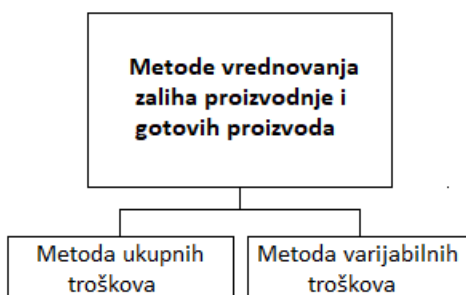 Metode vrednovanja
zaliha proizvodnje i
gotovih proizvoda
Metoda ukupnih
troškova
Metoda varijabilnih
troškova